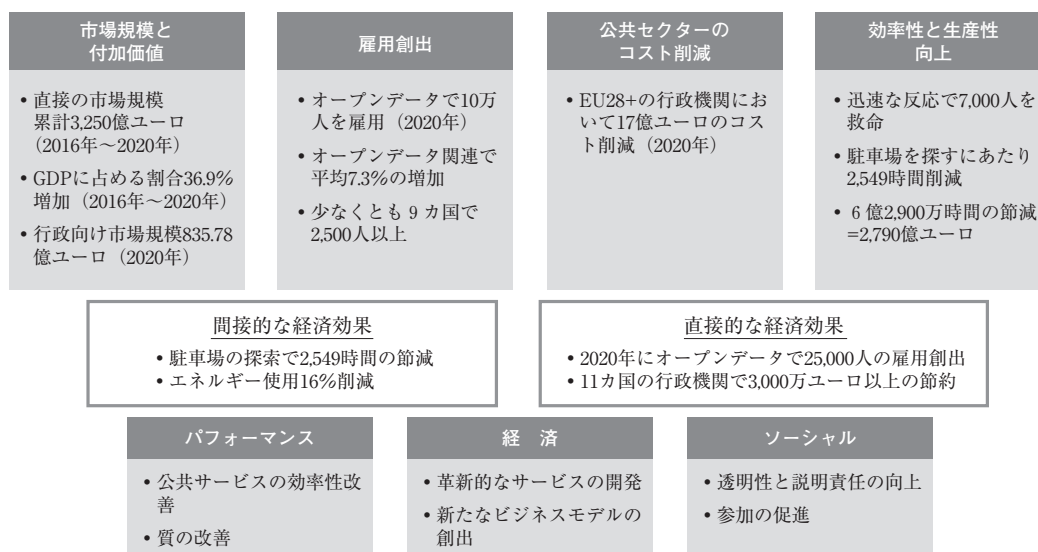 市場規模と
付加価値
• 直接の市場規模
累計3,250億ユーロ
(2016年〜2020年)
• GDPに占める割合36.9%
増加(2016年〜2020年)
• 行政向け市場規模835.78
億ユーロ(2020年)
雇用創出
• オープンデータで10万
人を雇用(2020年)
• オープンデータ関連で
平均7.3%の増加
• 少なくとも 9 カ国で
2,500人以上
公共セクターの
コスト削減
• EU28+の行政機関にお
いて17億ユーロのコス
ト削減(2020年)
効率性と生産性
向上
• 迅速な反応で7,000人を
救命
• 駐車場を探すにあたり
2,549時間削減
• 6 億2,900万時間の節減
=2,790億ユーロ
間接的な経済効果
• 駐車場の探索で2,549時間の節減
• エネルギー使用16%削減
直接的な経済効果
• 2020年にオープンデータで25,000人の雇用創出
• 11カ国の行政機関で3,000万ユーロ以上の節約
パフォーマンス
• 公共サービスの効率性改
善
• 質の改善
経 済
• 革新的なサービスの開発
• 新たなビジネスモデルの
創出
ソーシャル
• 透明性と説明責任の向上
• 参加の促進